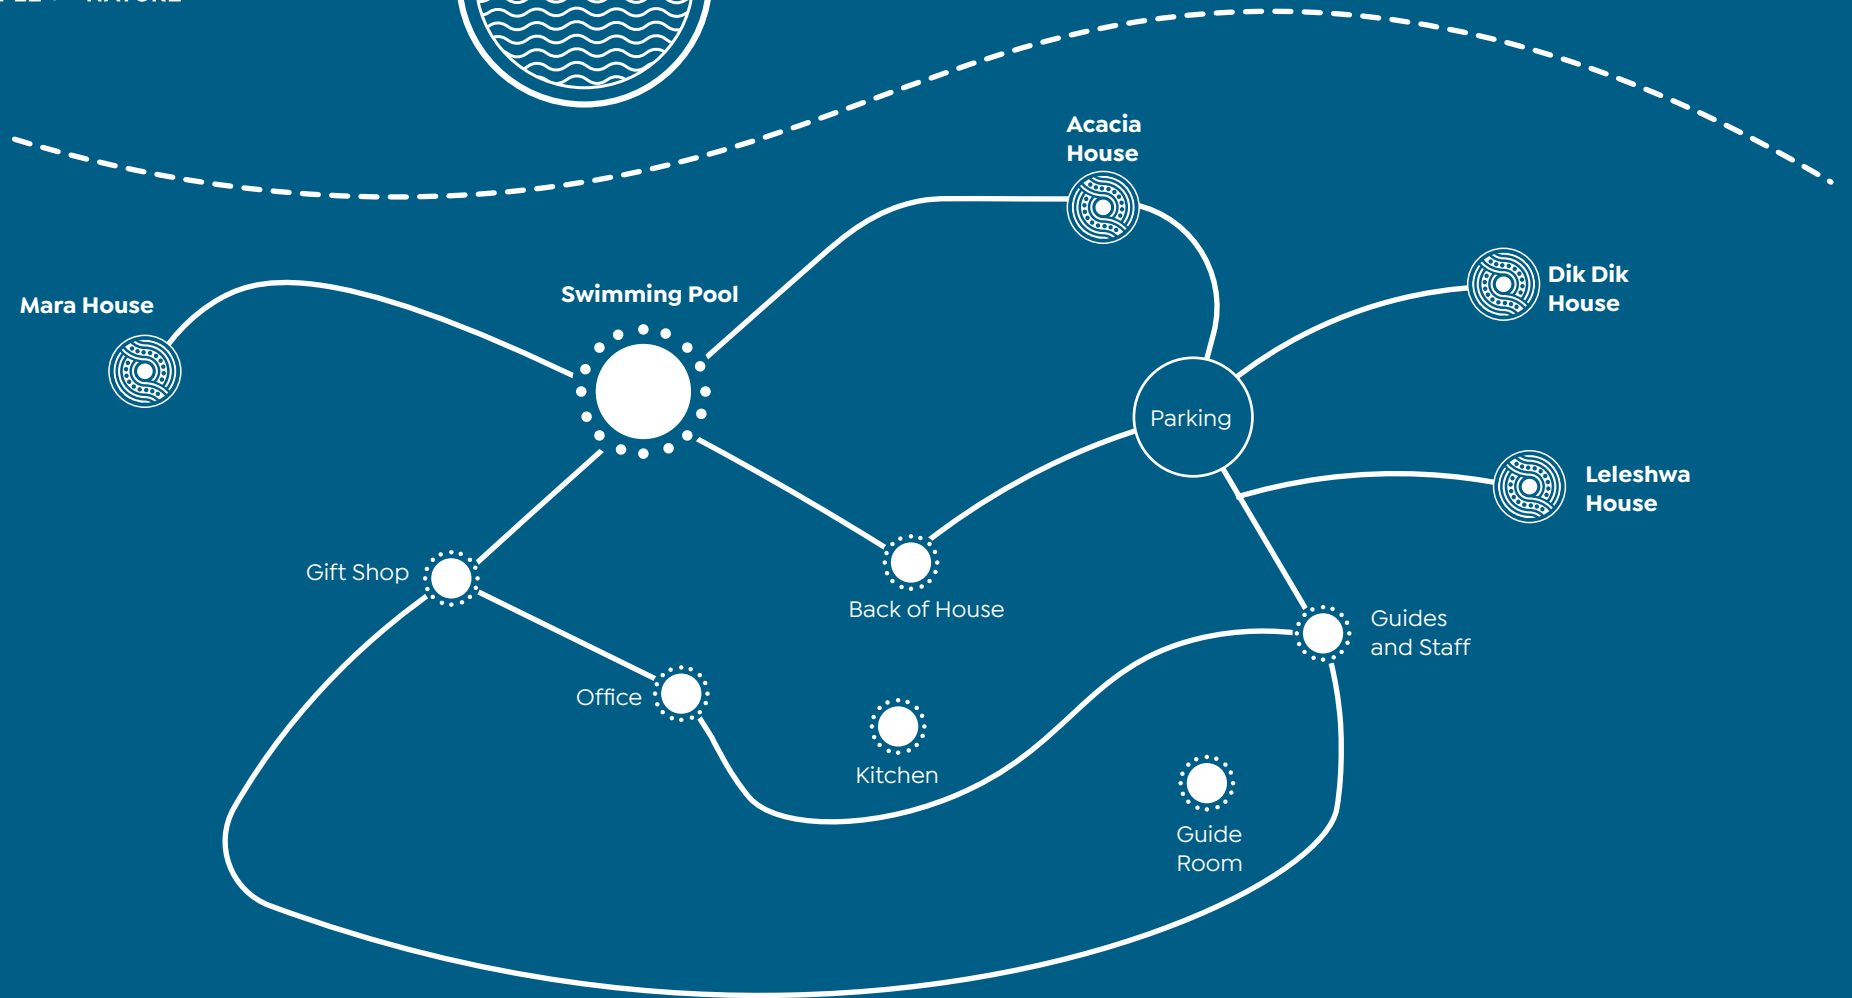 NATURE
Acacia
House
Dik Dik
House
Mara House
Swimming Pool
Parking
Leleshwa
House
Gift Shop
Back of House
Guides
and Staff
Office
Kitchen
Guide
Room